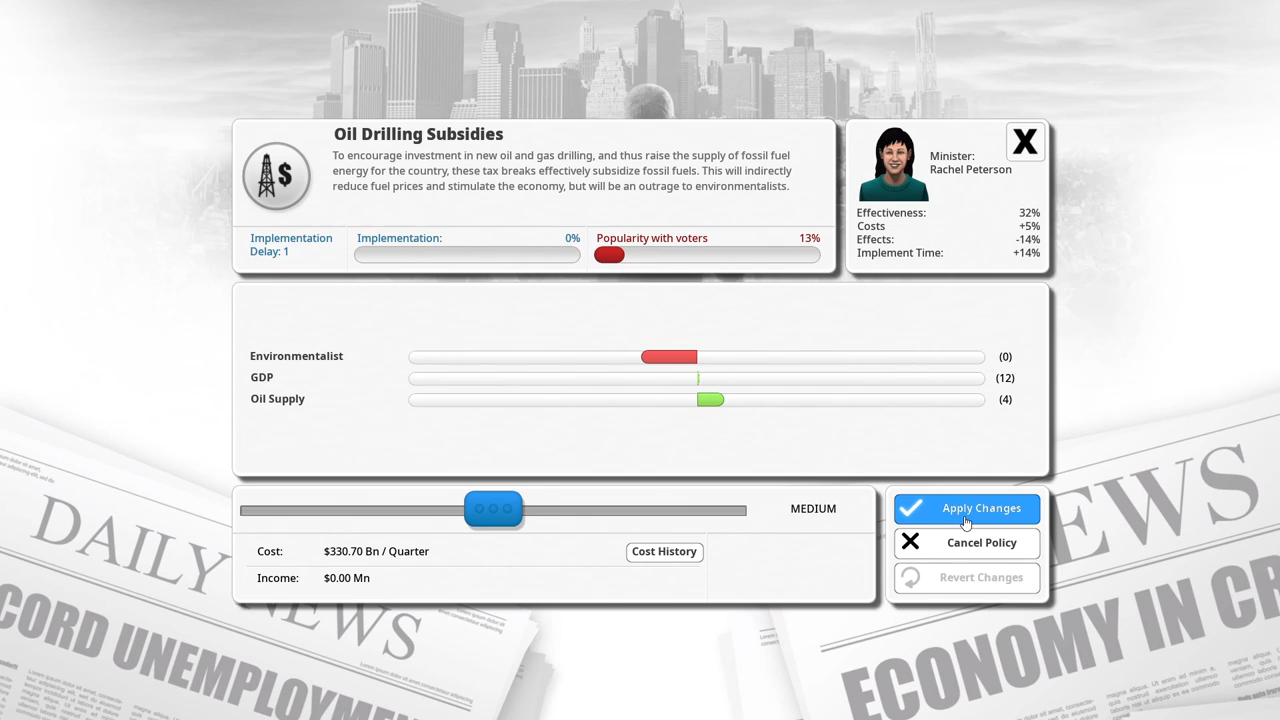 Oil Drilling Subsidies
To encourage investment in new oil and gas drilling, and thus raise the supply of fossil fuel
energy for the country, these tax breaks effectively subsidize fossil fuels. This will indirectly
reduce fuel prices and stimulate the economy, but will be an outrage to environmentalists.
Implementation
Delay: 1
Implementation: 0%
Popularity with voters 13%
X
Minister:
Rachel Peterson
Effectiveness: 32%
Costs +5%
Effects: -14%
Implement Time: +14%
Environmentalist (0)
GDP (12)
Oil Supply (4)
MEDIUM
Cost: $330.70 Bn / Quarter
Cost History
Income: $0.00 Mn
Apply Changes
Cancel Policy
Revert Changes
DAILY NEWS
CORD UNEMPLOYME
EWS
ECONOMY IN CR